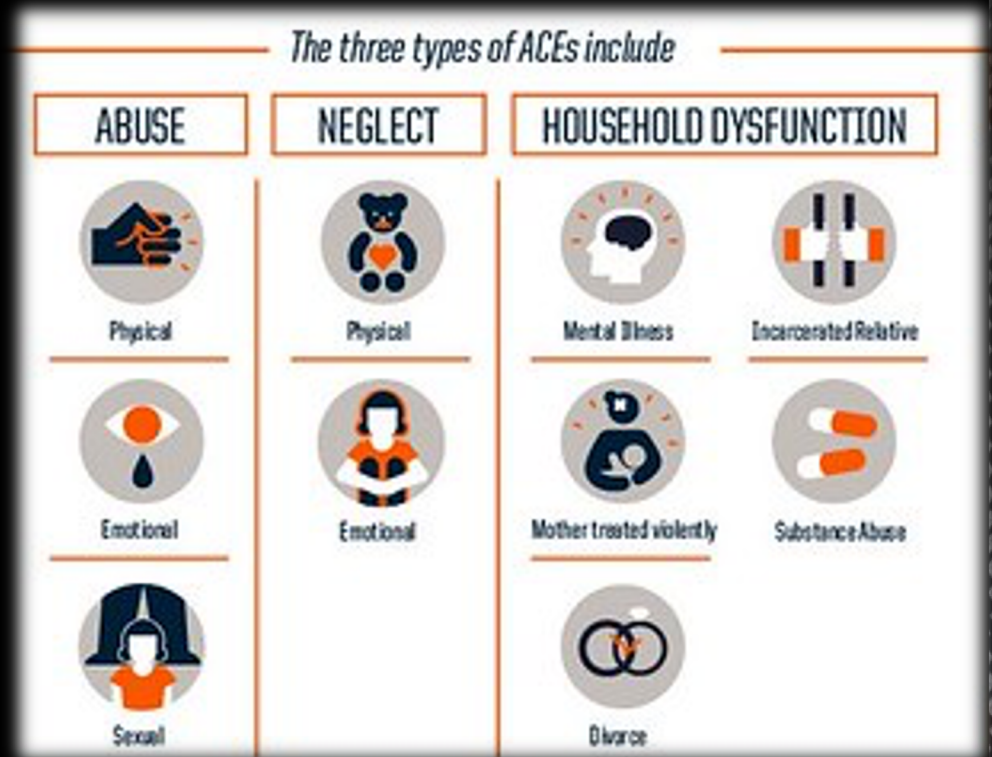 The three types of ACEs include
ABUSE
NEGLECT
HOUSEHOLD DYSFUNCTION
Physical
Physical
Mental Illness
Incarcerated Relative
Emotional
Emotional
Mother treated violently
Substance Abuse
Sexual
Divorce